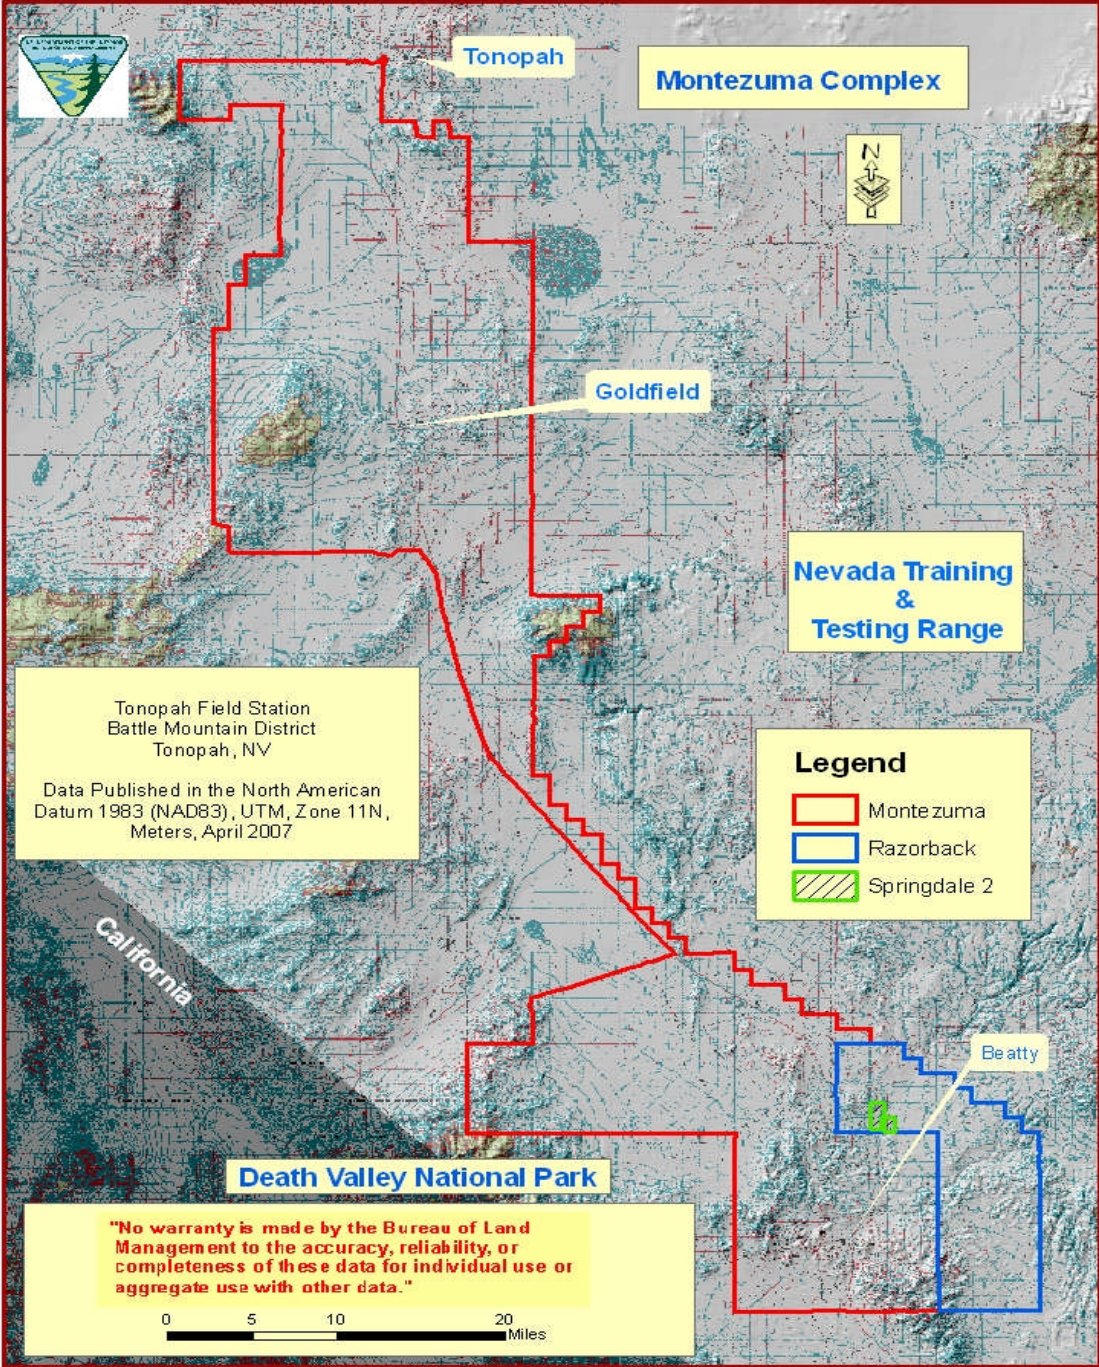 Tonopah
Montezuma Complex
N
Goldfield
Nevada Training
&
Testing Range
Tonopah Field Station
Battle Mountain District
Tonopah, NV
Data Published in the North American
Datum 1983 (NAD83), UTM, Zone 11N,
Meters, April 2007
Legend
Montezuma
Razorback
Springdale 2
California
Beatty
Death Valley National Park
"No warranty is made by the Bureau of Land
Management to the accuracy, reliability, or
completeness of these data for individual use or
aggregate use with other data."
0 5 10 20
Miles